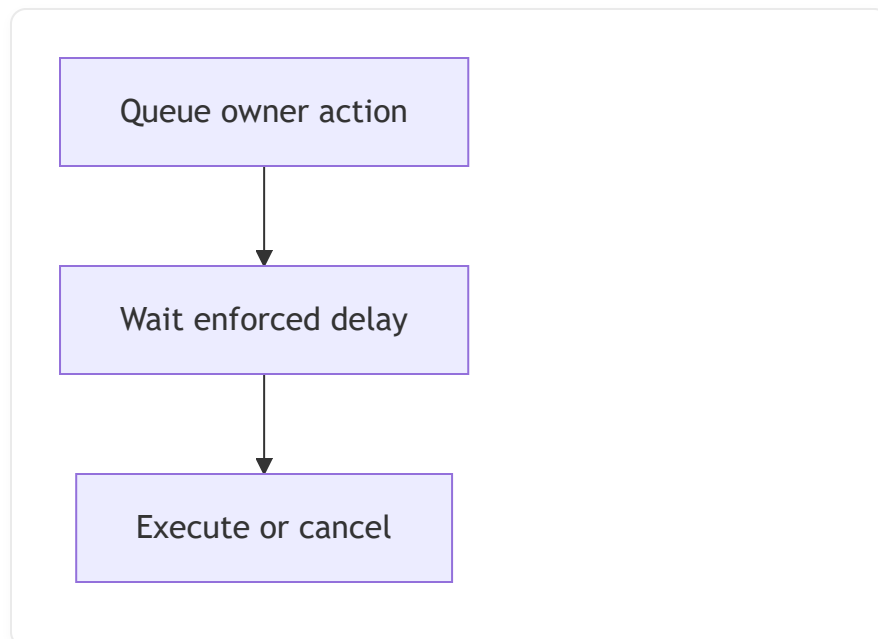 Queue owner action
Wait enforced delay
Execute or cancel